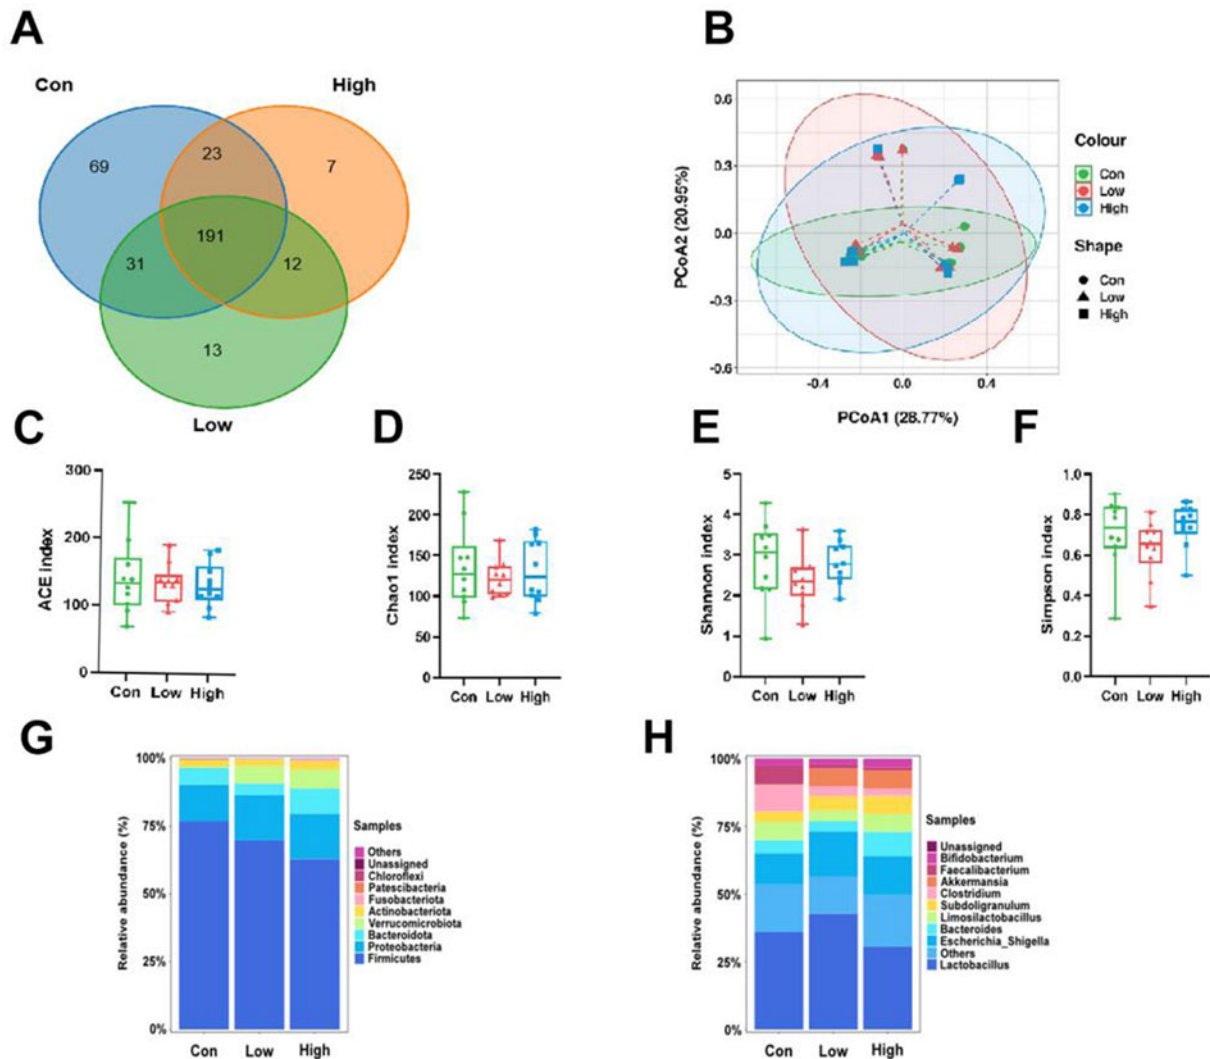 A
B
Con
High
69
23
7
191
31
12
13
Low
0.6
0.3
0.0
-0.3
-0.6
PCoA2 (20.95%)
-0.4
0.0
0.4
PCoA1 (28.77%)
Colour
Con
Low
High
Shape
Con
Low
High
C
D
E
F
300
200
100
0
ACE index
Con Low High
250
200
150
100
50
0
Chao1 index
Con Low High
5
4
3
2
1
0
Shannon index
Con Low High
1.0
0.8
0.6
0.4
0.2
0.0
Simpson index
Con Low High
G
H
100%
75%
50%
25%
0%
Relative abundance (%)
Con Low High
Samples
Others
Unassigned
Chloroflexi
Patescibacteria
Fusobacteriota
Actinobacteriota
Verrucomicrobiota
Bacteroidota
Proteobacteria
Firmicutes
100%
75%
50%
25%
0%
Relative abundance (%)
Con Low High
Samples
Unassigned
Bifidobacterium
Faecalibacterium
Akkermansia
Clostridium
Subdoligranulum
Limosilactobacillus
Bacteroides
Escherichia_Shigella
Others
Lactobacillus